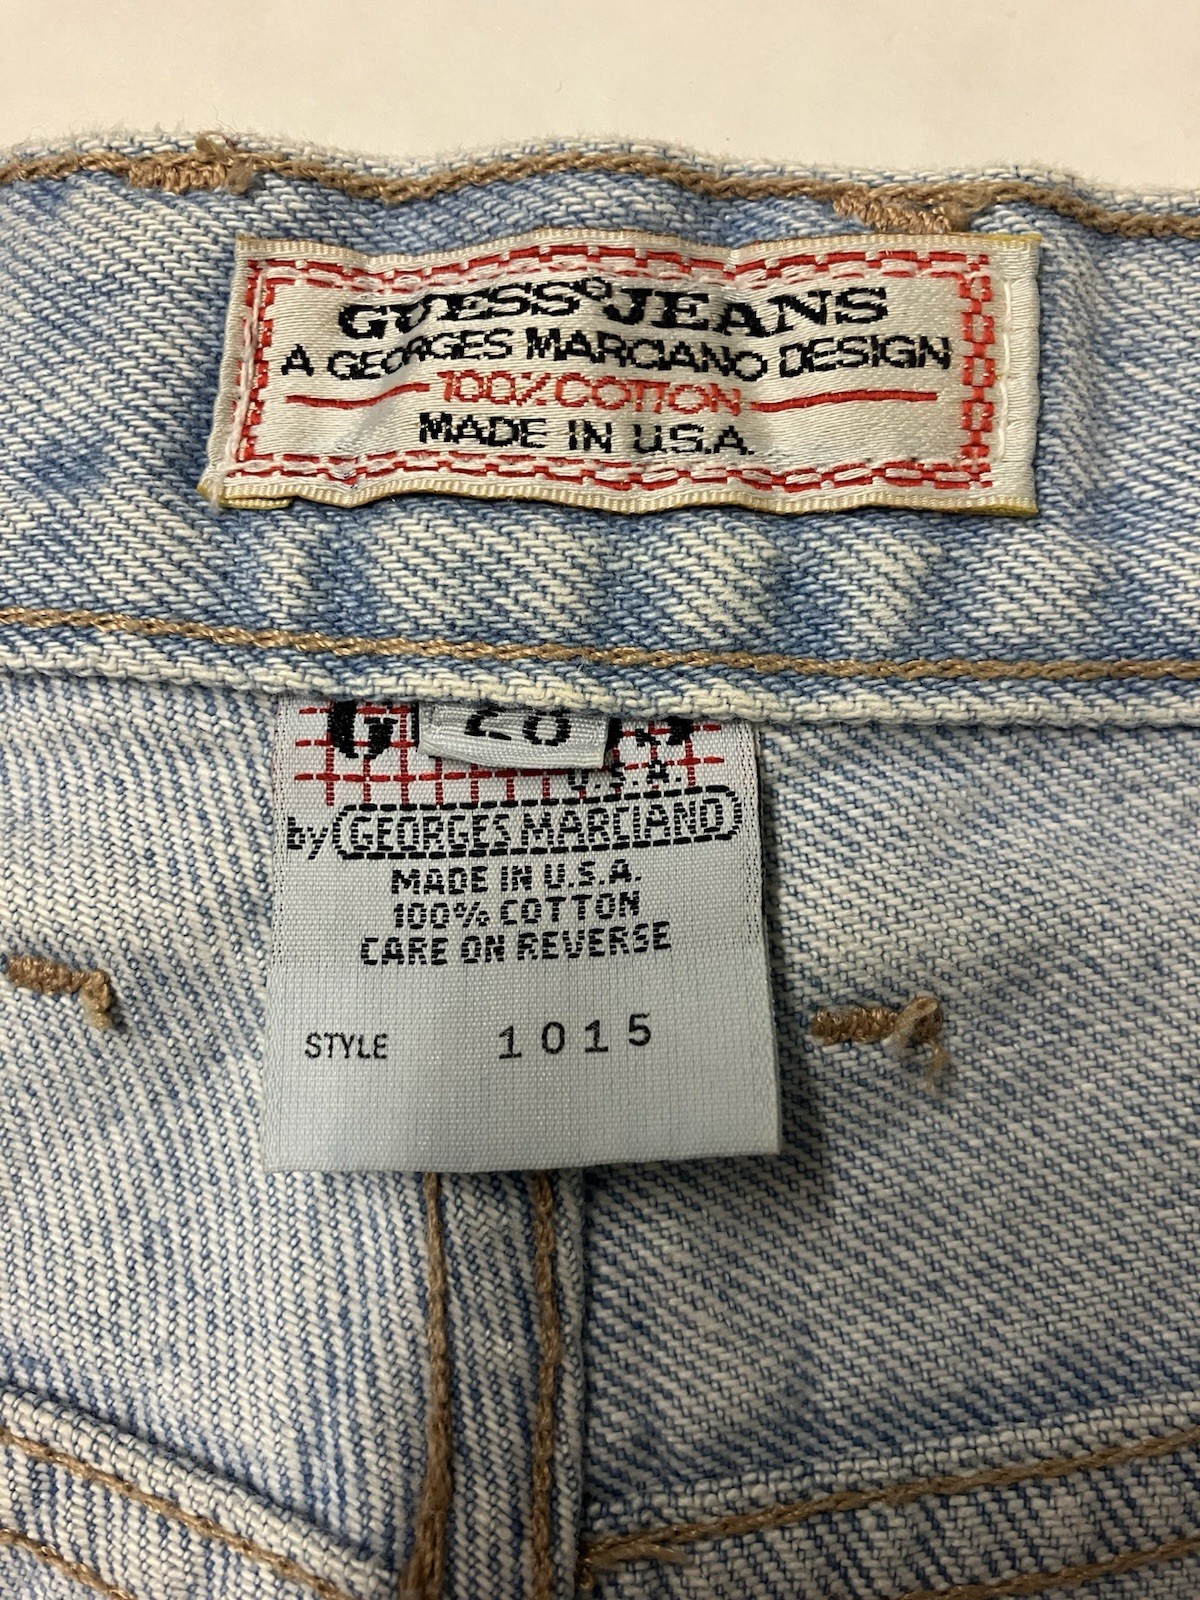 GUESS® JEANS
A GEORGES MARCIANO DESIGN
100% COTTON
MADE IN U.S.A.
U.S.A.
by GEORGES MARCIANO
MADE IN U.S.A.
100% COTTON
CARE ON REVERSE
STYLE 1015